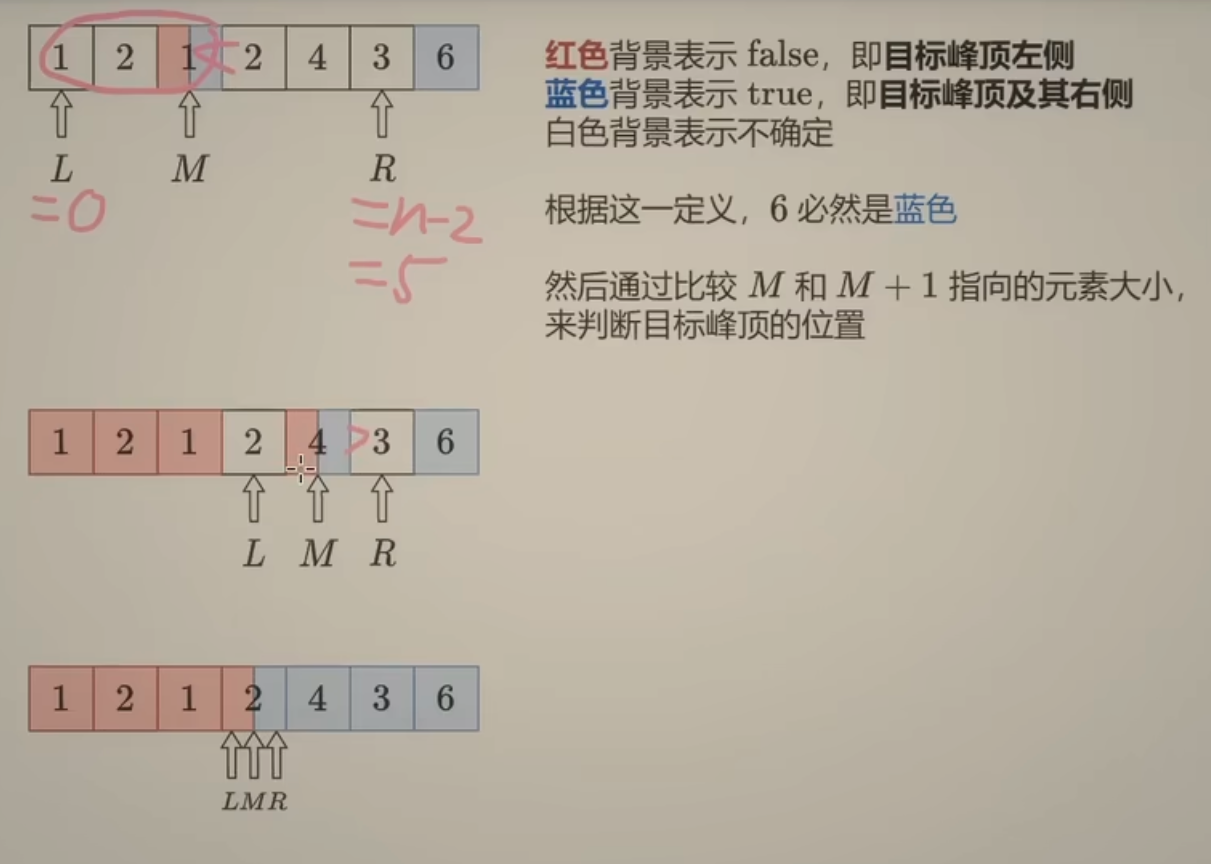 1 2 1 < 2 4 3 6
L M R
=0 =n-2
=5
红色背景表示 false，即目标峰顶左侧
蓝色背景表示 true，即目标峰顶及其右侧
白色背景表示不确定
根据这一定义，6 必然是蓝色
然后通过比较 M 和 M + 1 指向的元素大小，
来判断目标峰顶的位置
1 2 1 2 4 > 3 6
L M R
1 2 1 2 4 3 6
L M R